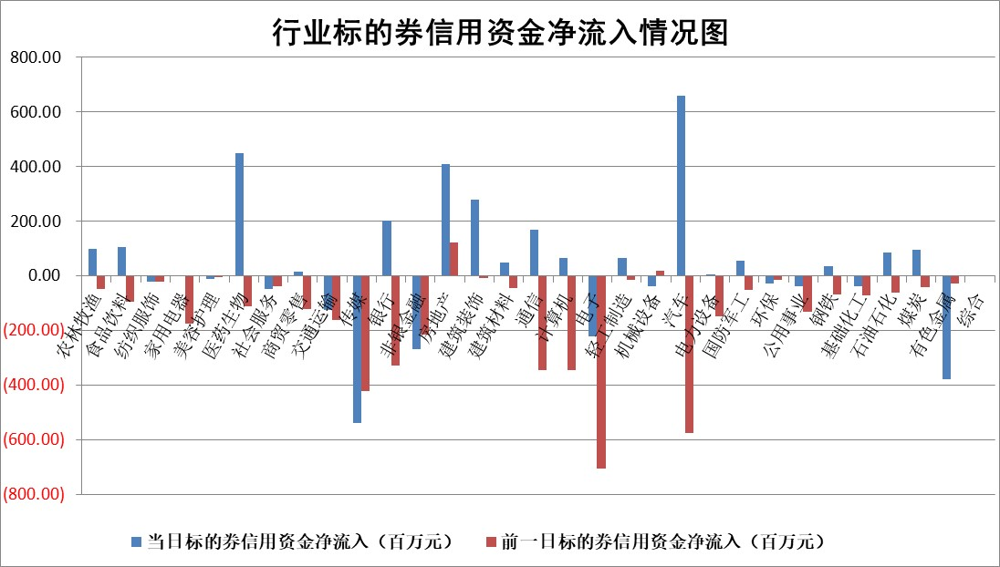 行业标的券信用资金净流入情况图
800.00
600.00
400.00
200.00
0.00
(200.00)
(400.00)
(600.00)
(800.00)
农林牧渔
食品饮料
纺织服饰
家用电器
美容护理
医药生物
社会服务
商贸零售
交通运输
传媒
银行
非银金融
房地产
建筑装饰
建筑材料
通信
计算机
电子
轻工制造
机械设备
汽车
电力设备
国防军工
环保
公用事业
钢铁
基础化工
石油石化
煤炭
有色金属
综合
当日标的券信用资金净流入（百万元） 前一日标的券信用资金净流入（百万元）